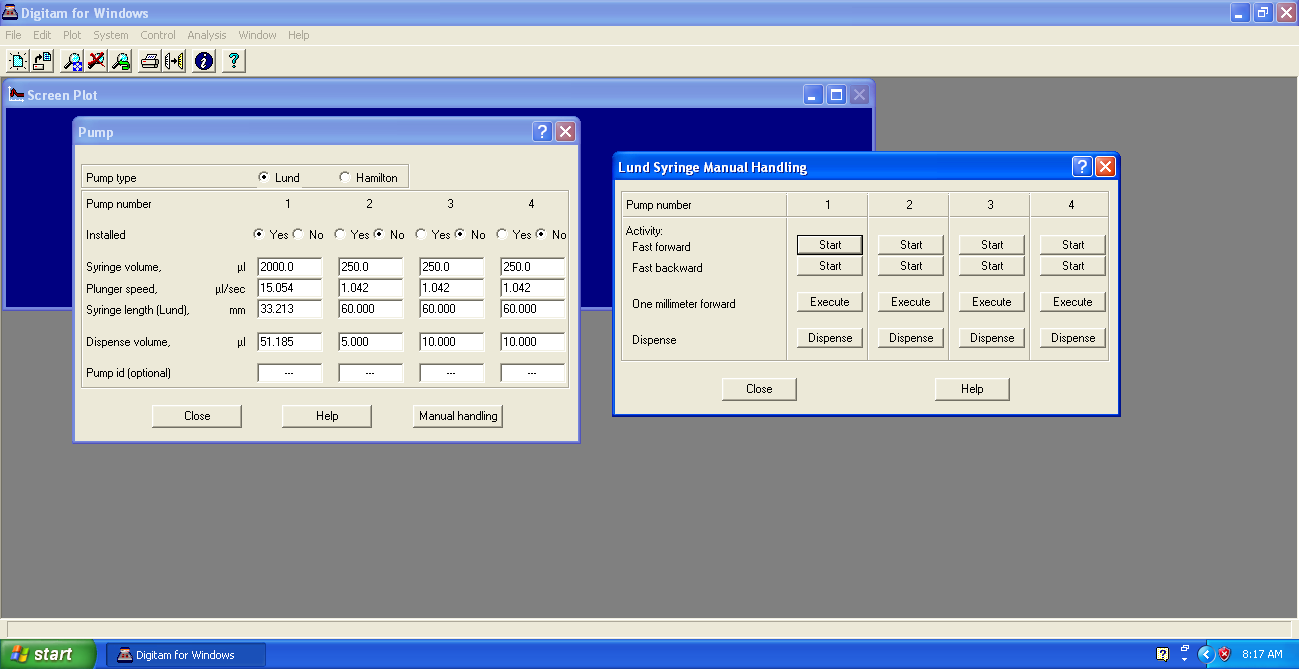 Digitam for Windows
File Edit Plot System Control Analysis Window Help
Screen Plot
Pump
Pump type Lund Hamilton
Pump number 1 2 3 4
Installed Yes No Yes No Yes No Yes No
Syringe volume, µl 2000.0 250.0 250.0 250.0
Plunger speed, µl/sec 15.054 1.042 1.042 1.042
Syringe length (Lund), mm 33.213 60.000 60.000 60.000
Dispense volume, µl 51.185 5.000 10.000 10.000
Pump id (optional) --- --- --- ---
Close Help Manual handling
Lund Syringe Manual Handling
Pump number 1 2 3 4
Activity:
Fast forward Start Start Start Start
Fast backward Start Start Start Start
One millimeter forward Execute Execute Execute Execute
Dispense Dispense Dispense Dispense Dispense
Close Help
start Digitam for Windows 8:17 AM